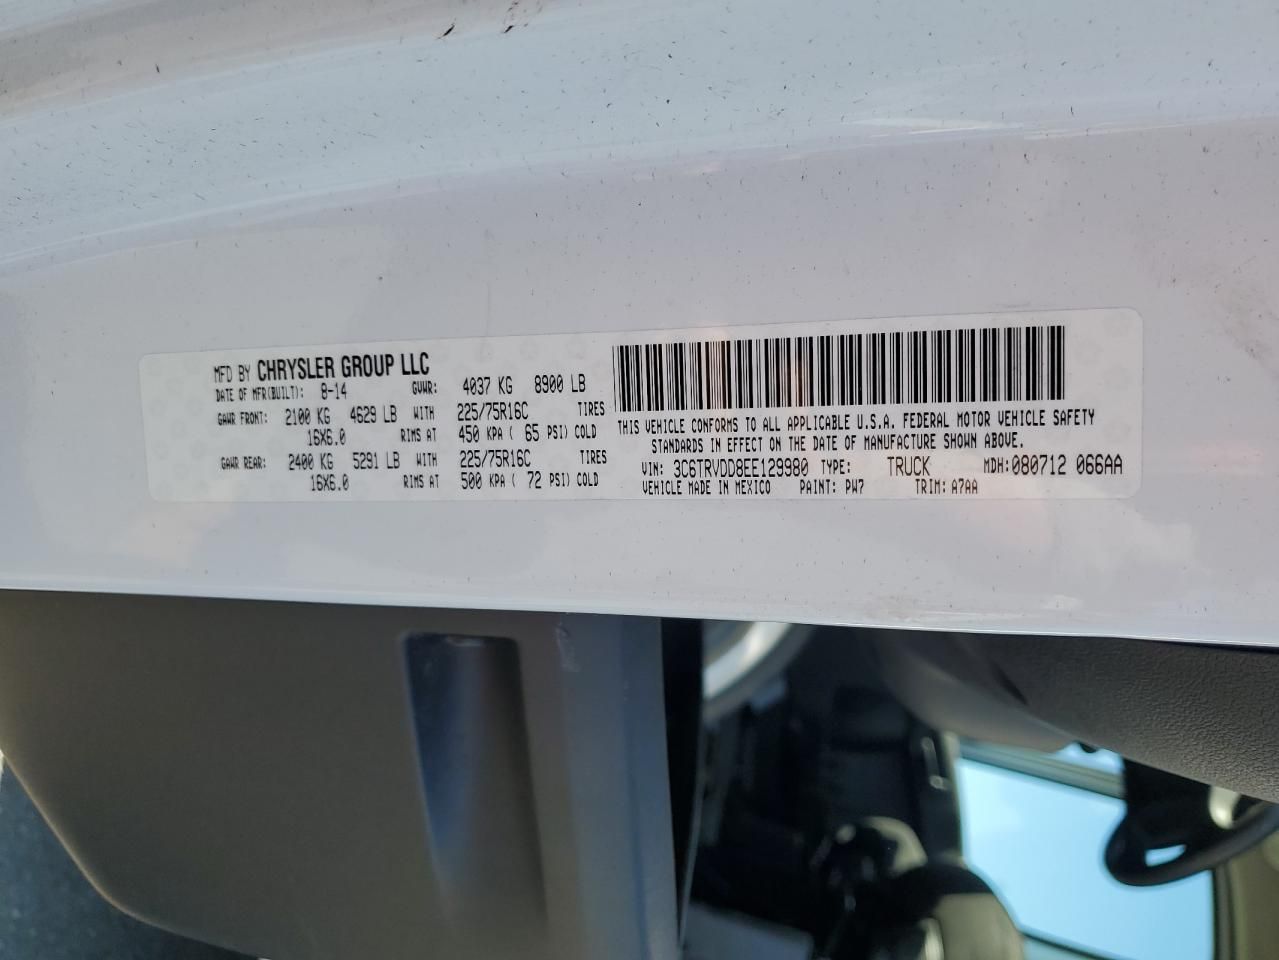 MFD BY CHRYSLER GROUP LLC
DATE OF MFR(BUILT): 8-14 GVWR: 4037 KG 8900 LB
GAWR FRONT: 2100 KG 4629 LB WITH 225/75R16C TIRES
16X6.0 RIMS AT 450 KPA ( 65 PSI) COLD
GAWR REAR: 2400 KG 5291 LB WITH 225/75R16C TIRES
16X6.0 RIMS AT 500 KPA ( 72 PSI) COLD
THIS VEHICLE CONFORMS TO ALL APPLICABLE U.S.A. FEDERAL MOTOR VEHICLE SAFETY
STANDARDS IN EFFECT ON THE DATE OF MANUFACTURE SHOWN ABOVE.
VIN: 3C6TRVDD8EE129980 TYPE: TRUCK MDH: 080712 066AA
VEHICLE MADE IN MEXICO PAINT: PW7 TRIM: A7AA